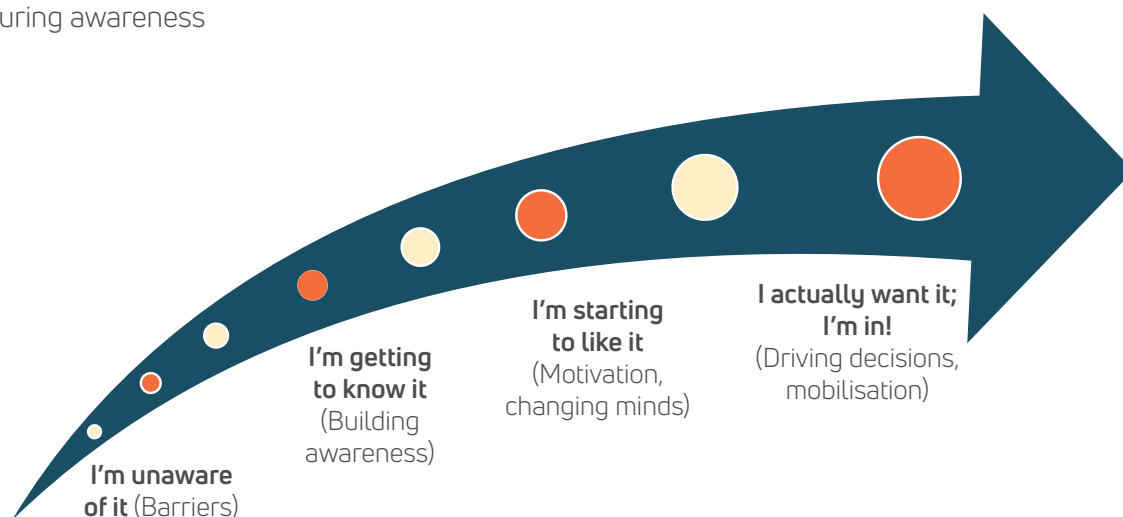 uring awareness
I'm unaware
of it (Barriers)
I'm getting
to know it
(Building
awareness)
I'm starting
to like it
(Motivation,
changing minds)
I actually want it;
I'm in!
(Driving decisions,
mobilisation)